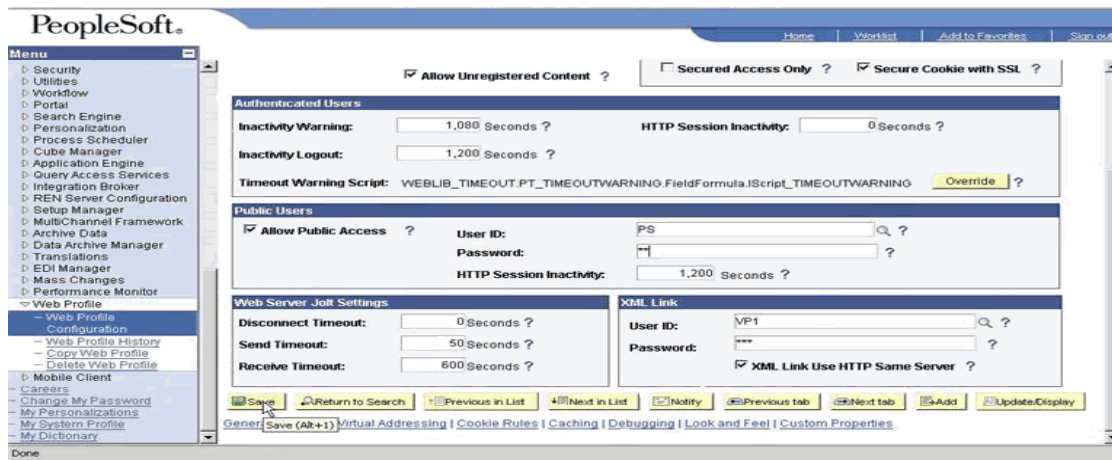 PeopleSoft.
Home | Worklist | Add to Favorites | Sign out
Menu
Security
Utilities
Workflow
Portal
Search Engine
Personalization
Process Scheduler
Cube Manager
Application Engine
Query Access Services
Integration Broker
REN Server Configuration
Setup Manager
MultiChannel Framework
Archive Data
Data Archive Manager
Translations
EDI Manager
Mass Changes
Performance Monitor
Web Profile
– Web Profile
Configuration
– Web Profile History
– Copy Web Profile
– Delete Web Profile
Mobile Client
– Careers
– Change My Password
– My Personalizations
– My System Profile
– My Dictionary
Allow Unregistered Content ?
Secured Access Only ? Secure Cookie with SSL ?
Authenticated Users
Inactivity Warning: 1,080 Seconds ? HTTP Session Inactivity: 0 Seconds ?
Inactivity Logout: 1,200 Seconds ?
Timeout Warning Script: WEBLIB_TIMEOUT.PT_TIMEOUTWARNING.FieldFormula.IScript_TIMEOUTWARNING Override ?
Public Users
Allow Public Access ? User ID: PS ?
Password: ** ?
HTTP Session Inactivity: 1,200 Seconds ?
Web Server Jolt Settings
Disconnect Timeout: 0 Seconds ?
Send Timeout: 50 Seconds ?
Receive Timeout: 600 Seconds ?
XML Link
User ID: VP1 ?
Password: *** ?
XML Link Use HTTP Same Server ?
Save Return to Search Previous in List Next in List Notify Previous tab Next tab Add Update/Display
Gener Save (Alt+1) Virtual Addressing | Cookie Rules | Caching | Debugging | Look and Feel | Custom Properties
Done